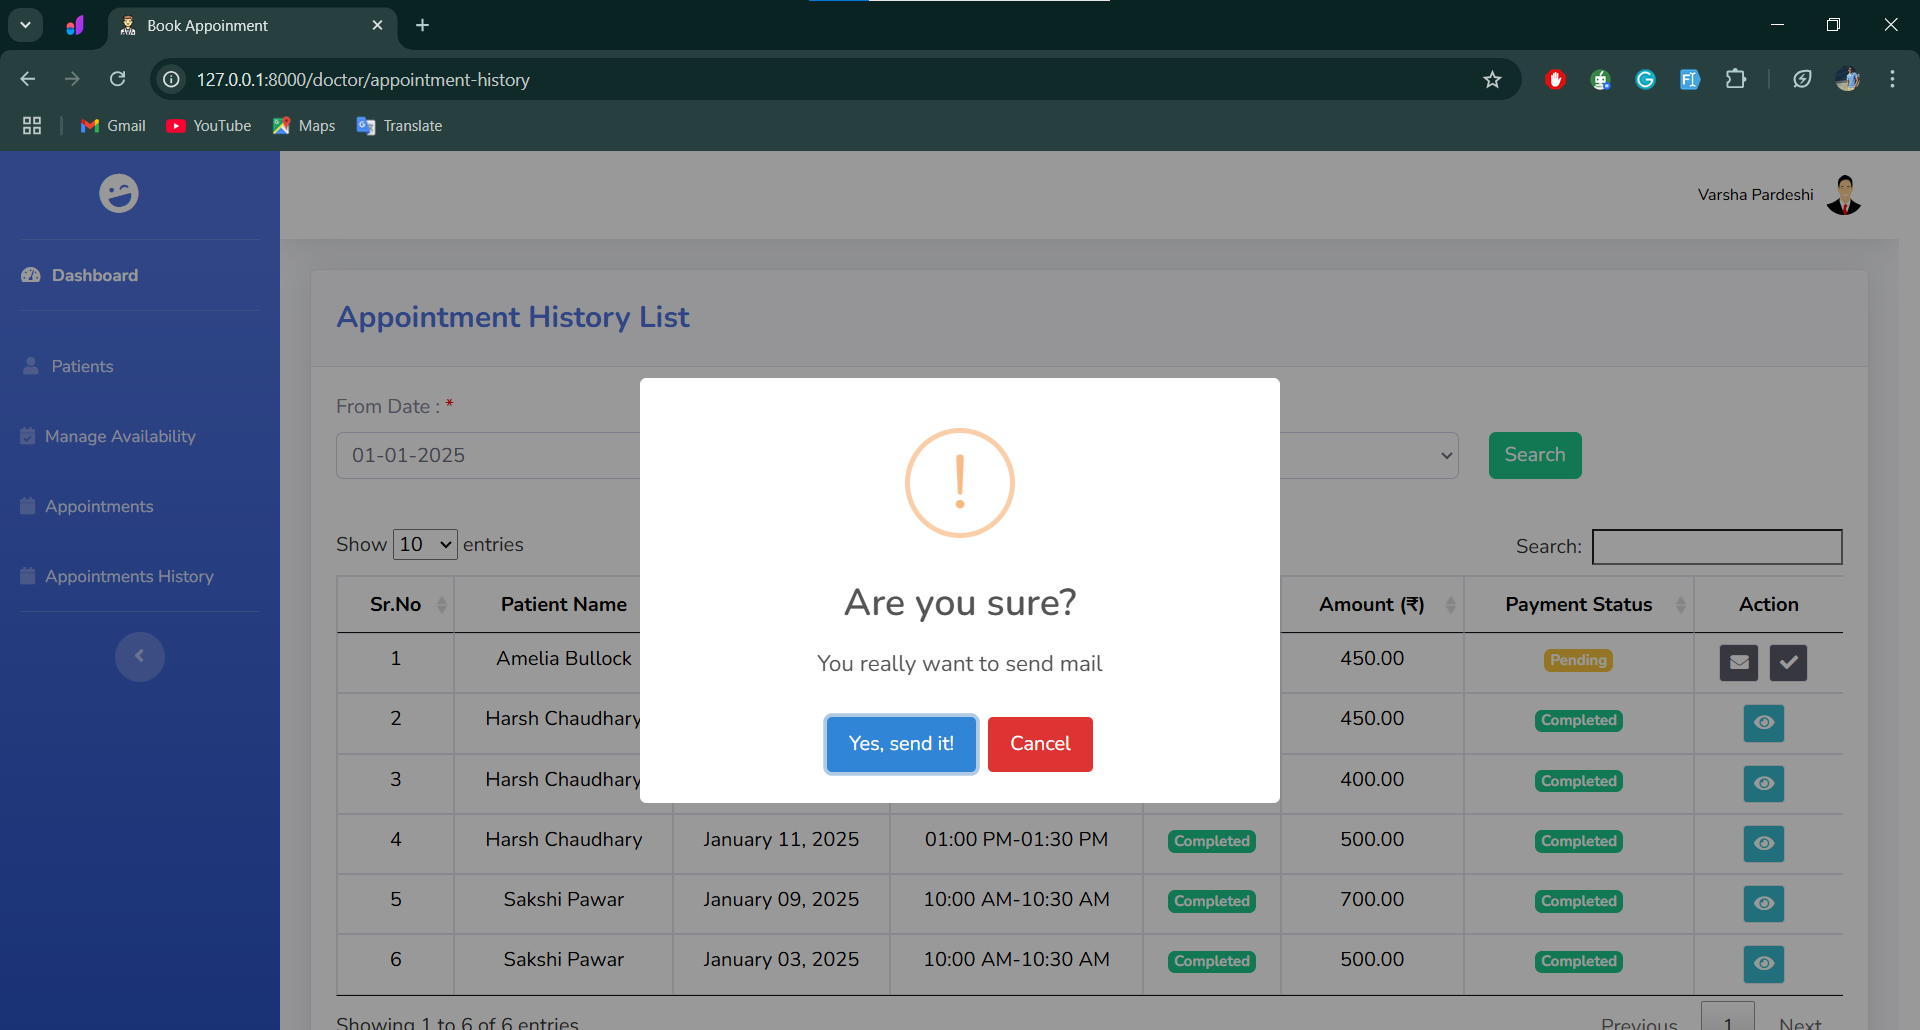 Book Appoinment
127.0.0.1:8000/doctor/appointment-history
Gmail YouTube Maps Translate
Varsha Pardeshi
Dashboard
Patients
Manage Availability
Appointments
Appointments History
Appointment History List
From Date : *
01-01-2025
Search
Show 10 entries
Search:
Sr.No Patient Name Amount (₹) Payment Status Action
1 Amelia Bullock 450.00 Pending
2 Harsh Chaudhary 450.00 Completed
3 Harsh Chaudhary 400.00 Completed
4 Harsh Chaudhary January 11, 2025 01:00 PM-01:30 PM Completed 500.00 Completed
5 Sakshi Pawar January 09, 2025 10:00 AM-10:30 AM Completed 700.00 Completed
6 Sakshi Pawar January 03, 2025 10:00 AM-10:30 AM Completed 500.00 Completed
Showing 1 to 6 of 6 entries
Previous 1 Next
Are you sure?
You really want to send mail
Yes, send it! Cancel